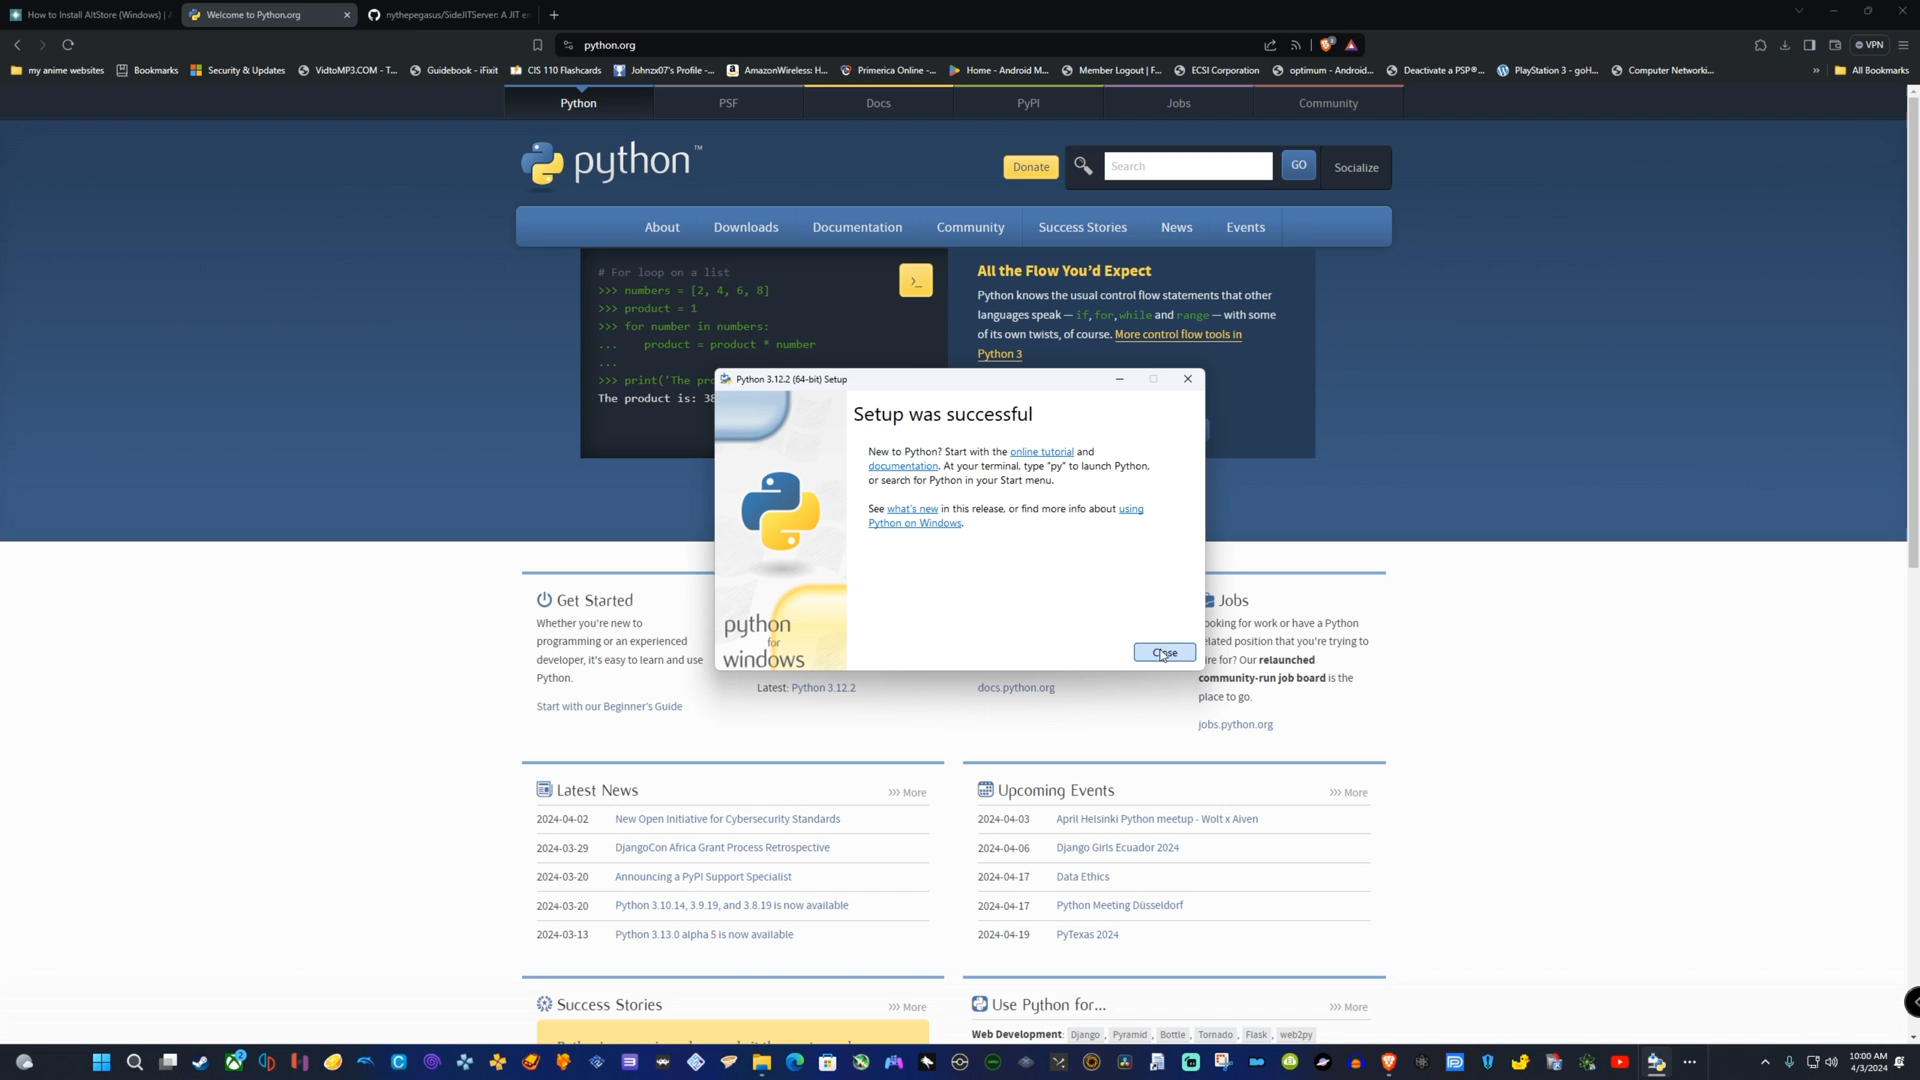 How to Install AltStore (Windows) |
Welcome to Python.org
nythepegasus/SideJITServer: A JIT en
python.org
VPN
my anime websites
Bookmarks
Security & Updates
VidtoMP3.COM - T...
Guidebook - iFixit
CIS 110 Flashcards
Johnzx07's Profile -...
AmazonWireless: H...
Primerica Online -...
Home - Android M...
Member Logout | F...
ECSI Corporation
optimum - Android...
Deactivate a PSP®...
PlayStation 3 - goH...
Computer Networki...
»
All Bookmarks
Python
PSF
Docs
PyPI
Jobs
Community
python™
Donate
Search
GO
Socialize
About
Downloads
Documentation
Community
Success Stories
News
Events
# For loop on a list
>>> numbers = [2, 4, 6, 8]
>>> product = 1
>>> for number in numbers:
... product = product * number
...
>>> print('The pro
The product is: 38
>_
All the Flow You'd Expect
Python knows the usual control flow statements that other
languages speak — if, for, while and range — with some
of its own twists, of course. More control flow tools in
Python 3
Python 3.12.2 (64-bit) Setup
Setup was successful
New to Python? Start with the online tutorial and
documentation. At your terminal, type "py" to launch Python,
or search for Python in your Start menu.
See what's new in this release, or find more info about using
Python on Windows.
python
for
windows
Close
Get Started
Whether you're new to
programming or an experienced
developer, it's easy to learn and use
Python.
Start with our Beginner's Guide
Latest: Python 3.12.2
docs.python.org
Jobs
ooking for work or have a Python
elated position that you're trying to
ire for? Our relaunched
community-run job board is the
place to go.
jobs.python.org
Latest News
>>> More
2024-04-02 New Open Initiative for Cybersecurity Standards
2024-03-29 DjangoCon Africa Grant Process Retrospective
2024-03-20 Announcing a PyPI Support Specialist
2024-03-20 Python 3.10.14, 3.9.19, and 3.8.19 is now available
2024-03-13 Python 3.13.0 alpha 5 is now available
Upcoming Events
>>> More
2024-04-03 April Helsinki Python meetup - Wolt x Aiven
2024-04-06 Django Girls Ecuador 2024
2024-04-17 Data Ethics
2024-04-17 Python Meeting Düsseldorf
2024-04-19 PyTexas 2024
Success Stories
>>> More
Use Python for...
>>> More
Web Development: Django , Pyramid , Bottle , Tornado , Flask , web2py
10:00 AM
4/3/2024